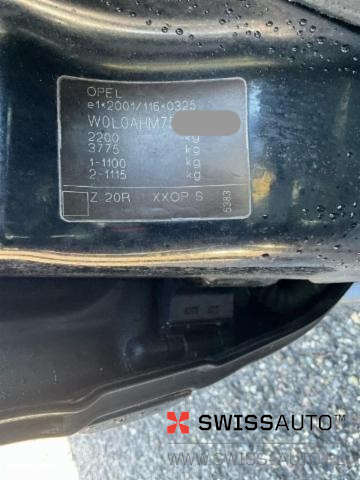 OPEL
e1*2001/116*0325
W0L0AHM75
2200 kg
3775 kg
1-1100 kg
2-1115 kg
Z 20R XXOP S
5383
SWISSAUTO™